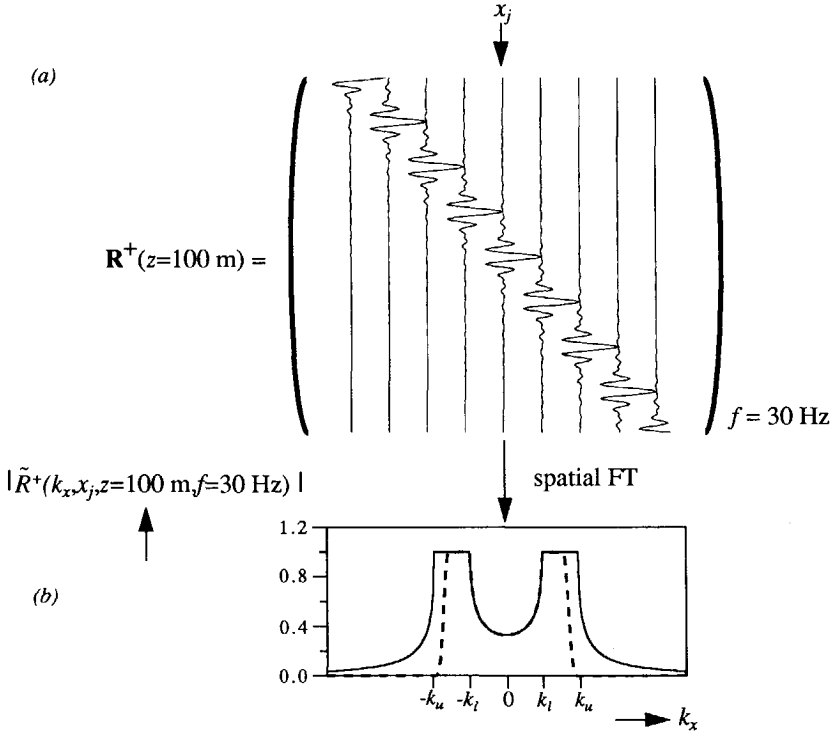 x_j
(a)
R⁺(z=100 m) =
f = 30 Hz
| R̃⁺(k_x,x_j,z=100 m,f=30 Hz) |
spatial FT
(b)
1.2
0.8
0.4
0.0
-k_u -k_l 0 k_l k_u
k_x